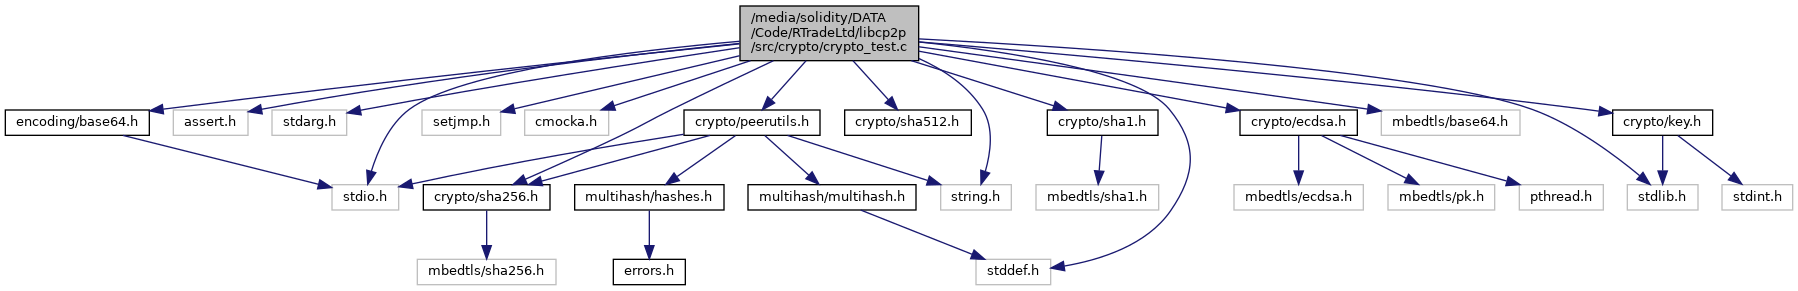 /media/solidity/DATA
/Code/RTradeLtd/libcp2p
/src/crypto/crypto_test.c
encoding/base64.h
assert.h
stdarg.h
setjmp.h
cmocka.h
crypto/peerutils.h
crypto/sha512.h
crypto/sha1.h
crypto/ecdsa.h
mbedtls/base64.h
crypto/key.h
stdio.h
crypto/sha256.h
multihash/hashes.h
multihash/multihash.h
string.h
mbedtls/sha1.h
mbedtls/ecdsa.h
mbedtls/pk.h
pthread.h
stdlib.h
stdint.h
mbedtls/sha256.h
errors.h
stddef.h